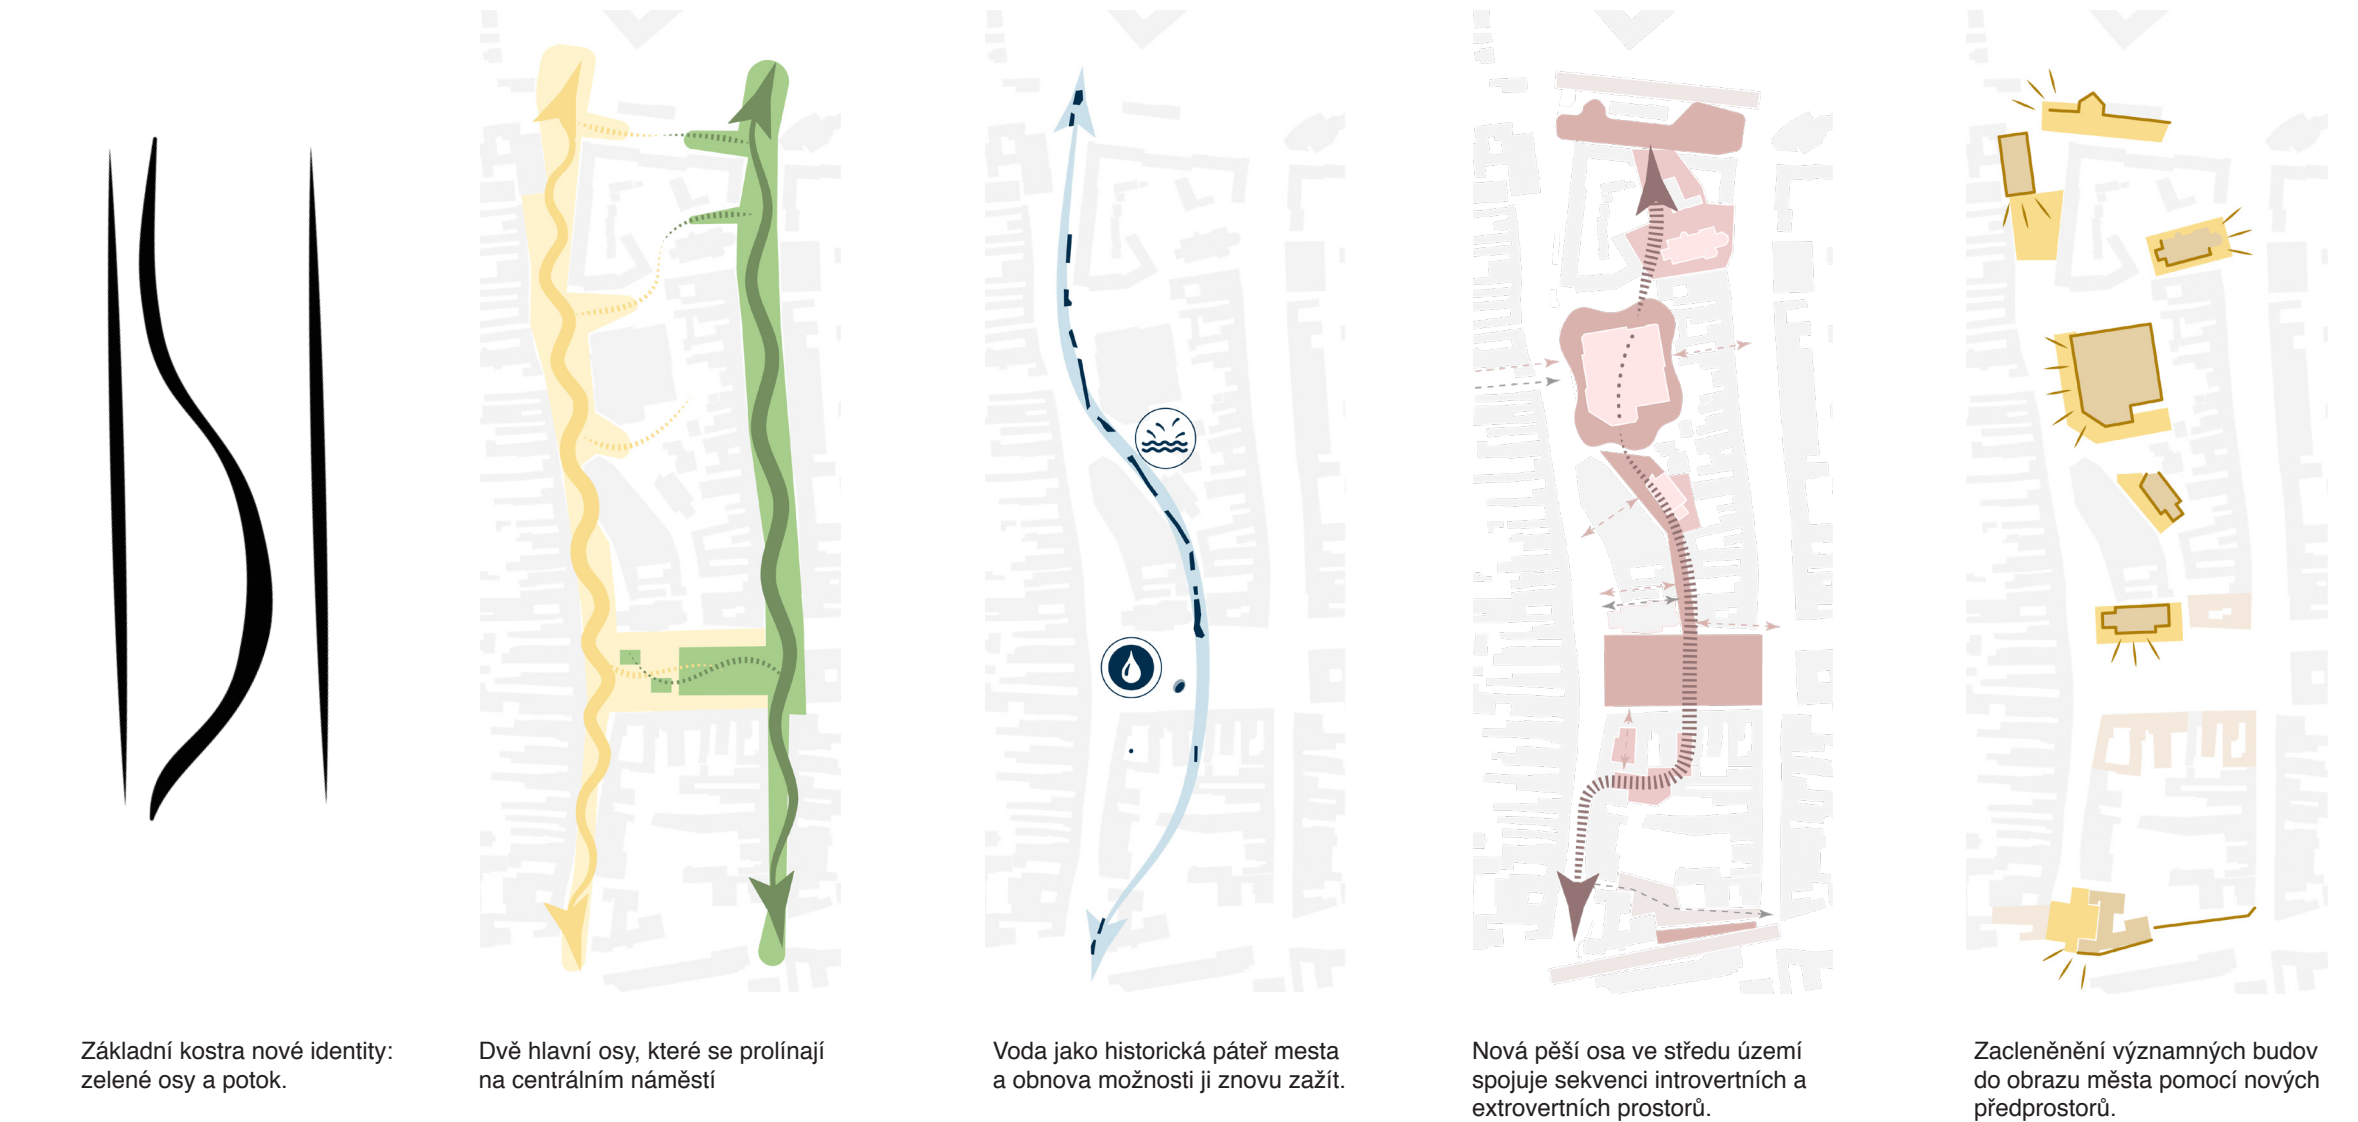 Základní kostra nové identity:
zelené osy a potok.
Dvě hlavní osy, které se prolínají
na centrálním náměstí
Voda jako historická páteř mesta
a obnova možnosti ji znovu zažít.
Nová pěší osa ve středu území
spojuje sekvenci introvertních a
extrovertních prostorů.
Zacleněnění významných budov
do obrazu města pomocí nových
předprostorů.